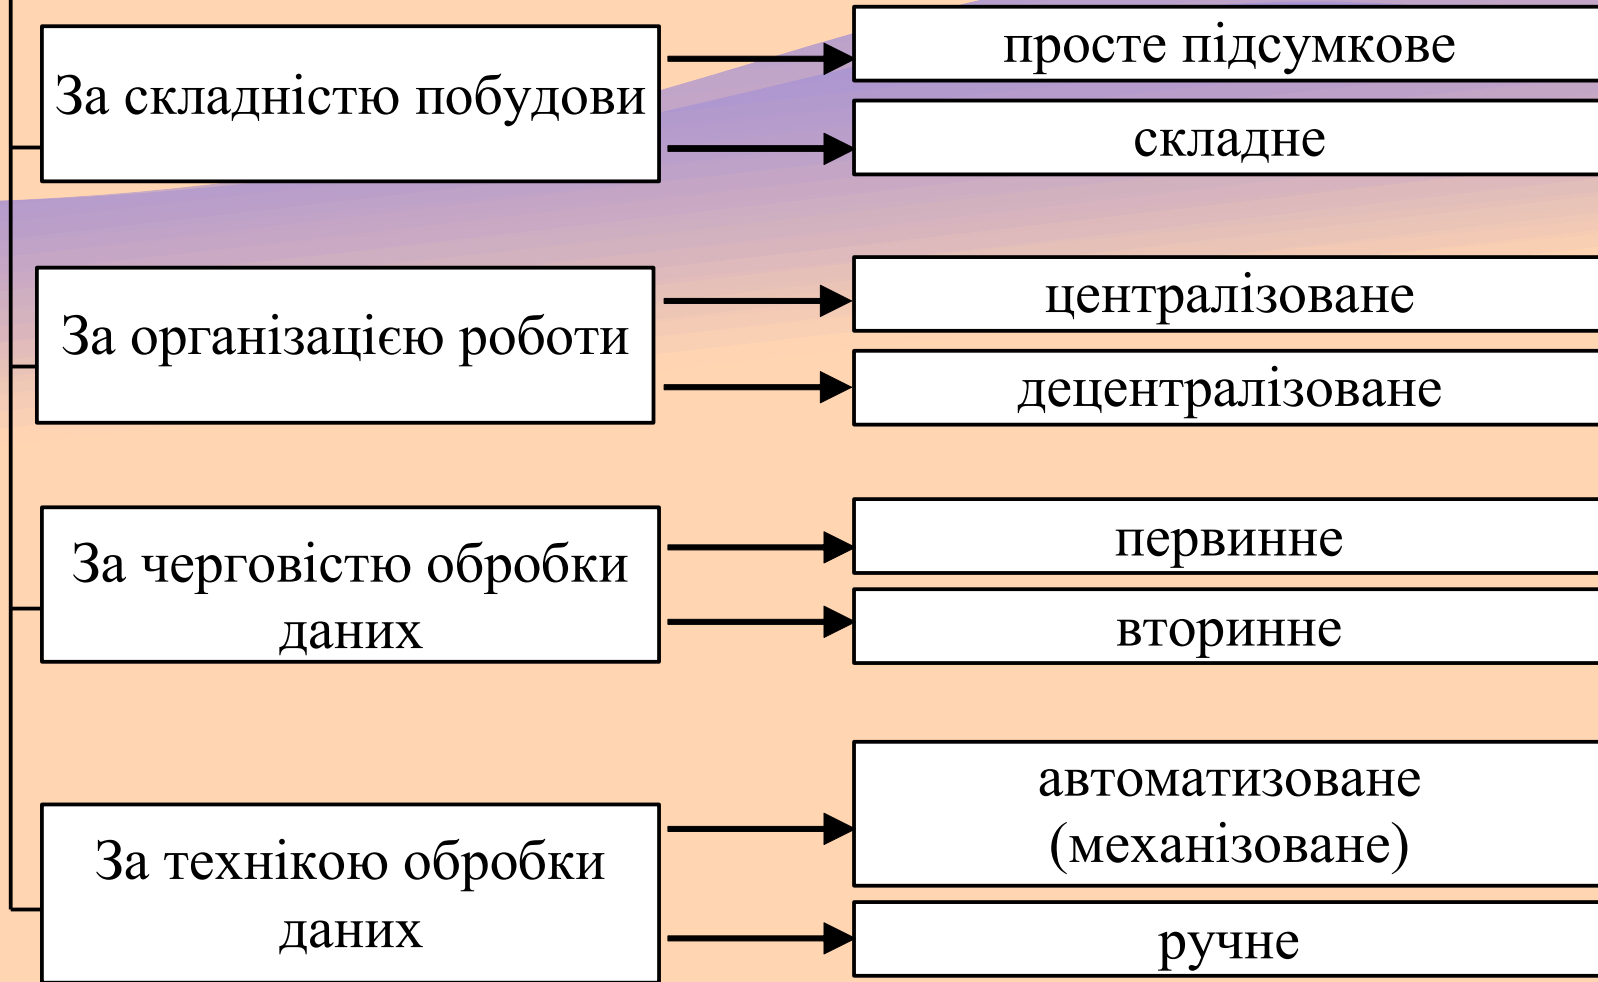 За складністю побудови
просте підсумкове
складне
За організацією роботи
централізоване
децентралізоване
За черговістю обробки
даних
первинне
вторинне
За технікою обробки
даних
автоматизоване
(механізоване)
ручне